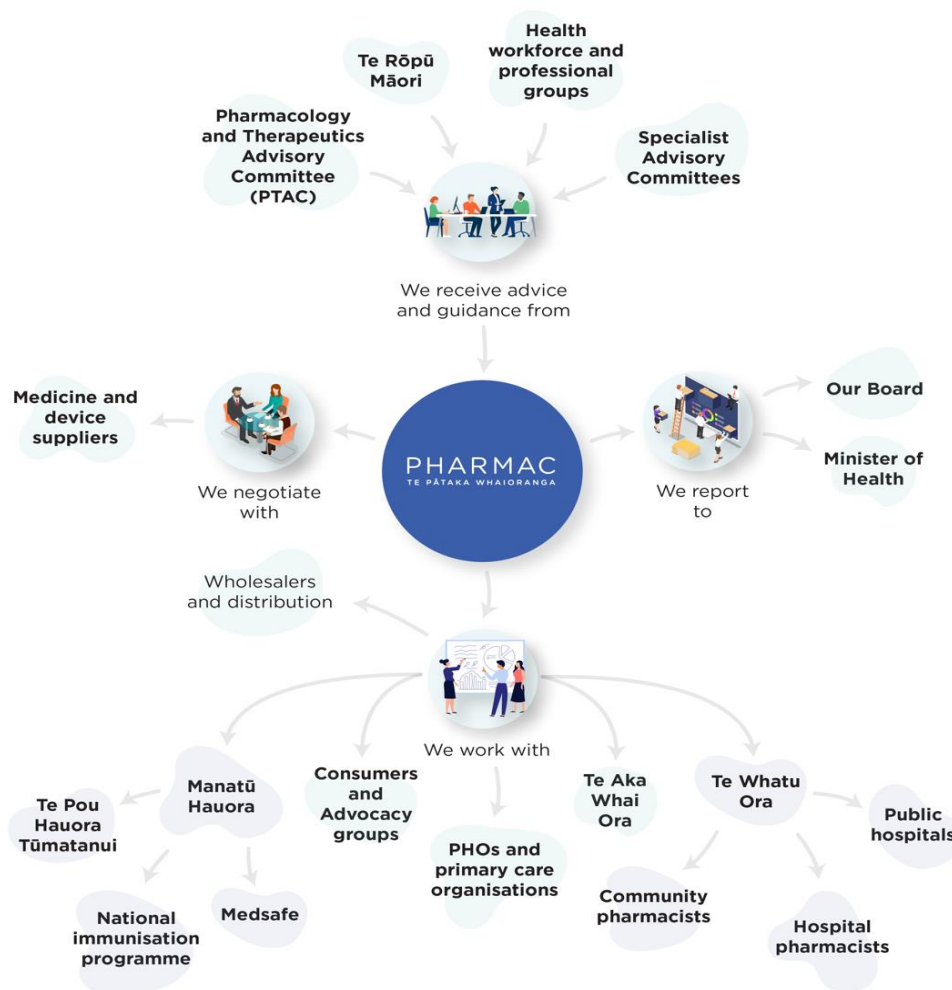 Health
workforce and
professional
groups
Te Rōpū
Māori
Pharmacology
and Therapeutics
Advisory
Committee
(PTAC)
Specialist
Advisory
Committees
We receive advice
and guidance from
Medicine and
device
suppliers
We negotiate
with
PHARMAC
TE PĀTAKA WHAIORANGA
We report
to
Our Board
Minister of
Health
Wholesalers
and distribution
We work with
Te Pou
Hauora
Tūmatanui
Manatū
Hauora
National
immunisation
programme
Medsafe
Consumers
and
Advocacy
groups
PHOs and
primary care
organisations
Te Aka
Whai
Ora
Te Whatu
Ora
Public
hospitals
Community
pharmacists
Hospital
pharmacists